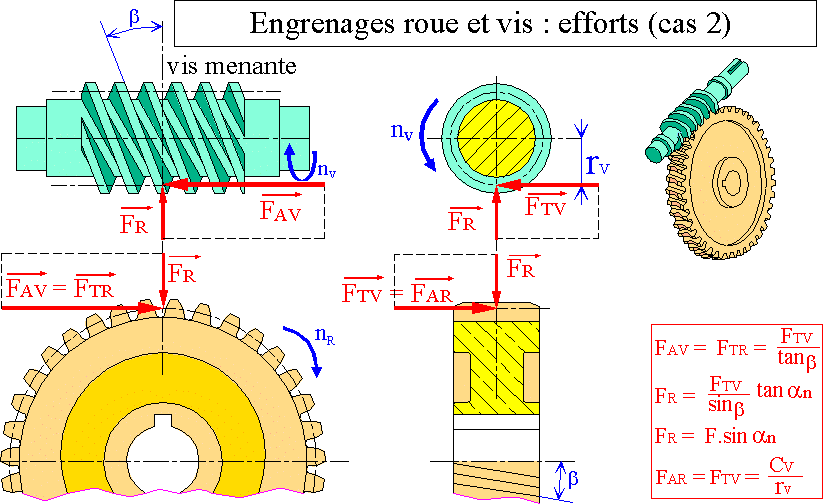 Engrenages roue et vis : efforts (cas 2)
β
vis menante
nV
FAV
FR
FR
FAV = FTR
nR
nV
rV
FTV
FR
FR
FTV = FAR
β
FAV = FTR = FTV / tanβ
FR = FTV / sinβ tan αn
FR = F.sin αn
FAR = FTV = CV / rV